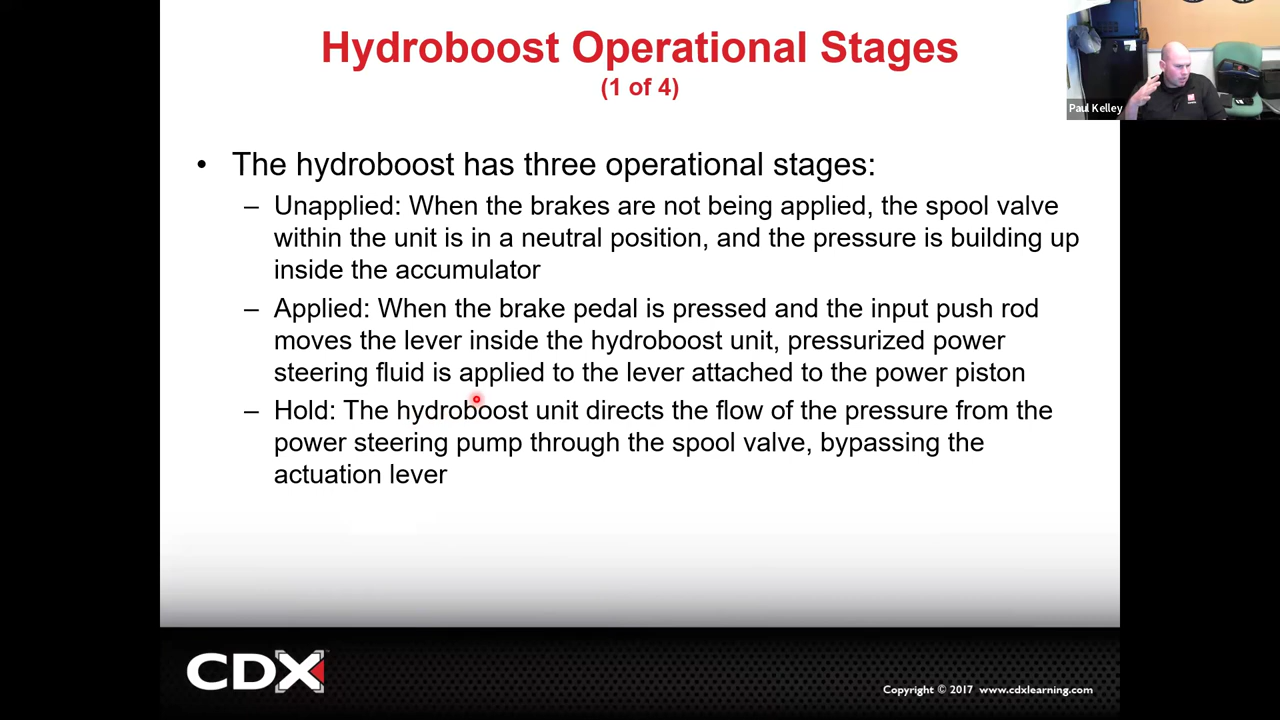 Hydroboost Operational Stages
(1 of 4)
Paul Kelley
• The hydroboost has three operational stages:
– Unapplied: When the brakes are not being applied, the spool valve
within the unit is in a neutral position, and the pressure is building up
inside the accumulator
– Applied: When the brake pedal is pressed and the input push rod
moves the lever inside the hydroboost unit, pressurized power
steering fluid is applied to the lever attached to the power piston
– Hold: The hydroboost unit directs the flow of the pressure from the
power steering pump through the spool valve, bypassing the
actuation lever
CDX
Copyright © 2017 www.cdxlearning.com